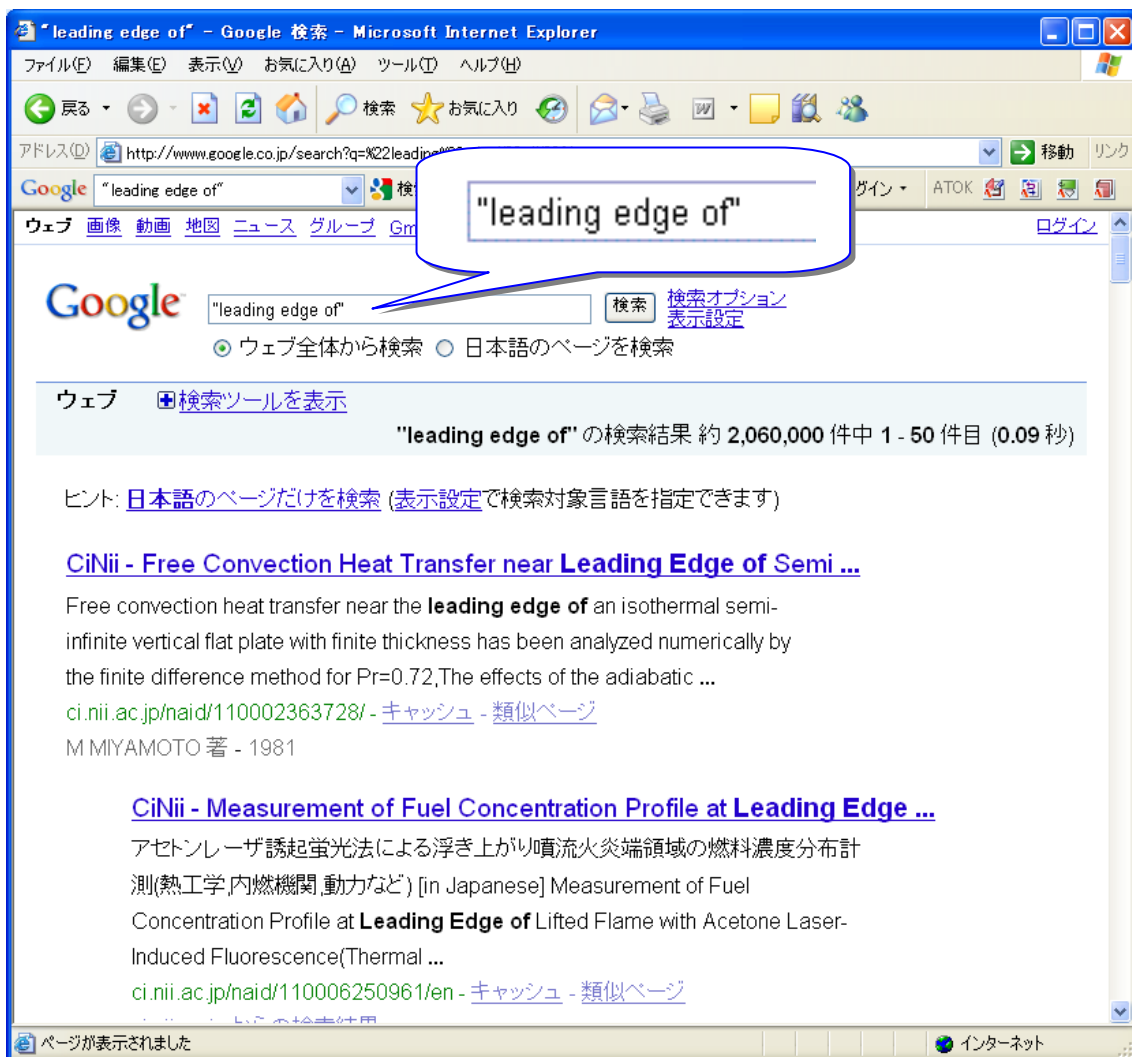 "leading edge of" - Google 検索 - Microsoft Internet Explorer
ファイル(F) 編集(E) 表示(V) お気に入り(A) ツール(T) ヘルプ(H)
戻る 検索 お気に入り
アドレス(D) http://www.google.co.jp/search?q=%22leading 移動 リンク
Google "leading edge of" 検 グイン ATOK
"leading edge of"
ウェブ 画像 動画 地図 ニュース グループ Gm ログイン
Google "leading edge of" 検索 検索オプション
表示設定
ウェブ全体から検索 日本語のページを検索
ウェブ 検索ツールを表示
"leading edge of" の検索結果 約 2,060,000 件中 1 - 50 件目 (0.09 秒)
ヒント: 日本語のページだけを検索 (表示設定で検索対象言語を指定できます)
CiNii - Free Convection Heat Transfer near Leading Edge of Semi ...
Free convection heat transfer near the leading edge of an isothermal semi-
infinite vertical flat plate with finite thickness has been analyzed numerically by
the finite difference method for Pr=0.72,The effects of the adiabatic ...
ci.nii.ac.jp/naid/110002363728/ - キャッシュ - 類似ページ
M MIYAMOTO 著 - 1981
CiNii - Measurement of Fuel Concentration Profile at Leading Edge ...
アセトンレーザ誘起蛍光法による浮き上がり噴流火炎端領域の燃料濃度分布計
測(熱工学,内燃機関,動力など) [in Japanese] Measurement of Fuel
Concentration Profile at Leading Edge of Lifted Flame with Acetone Laser-
Induced Fluorescence(Thermal ...
ci.nii.ac.jp/naid/110006250961/en - キャッシュ - 類似ページ
ページが表示されました インターネット